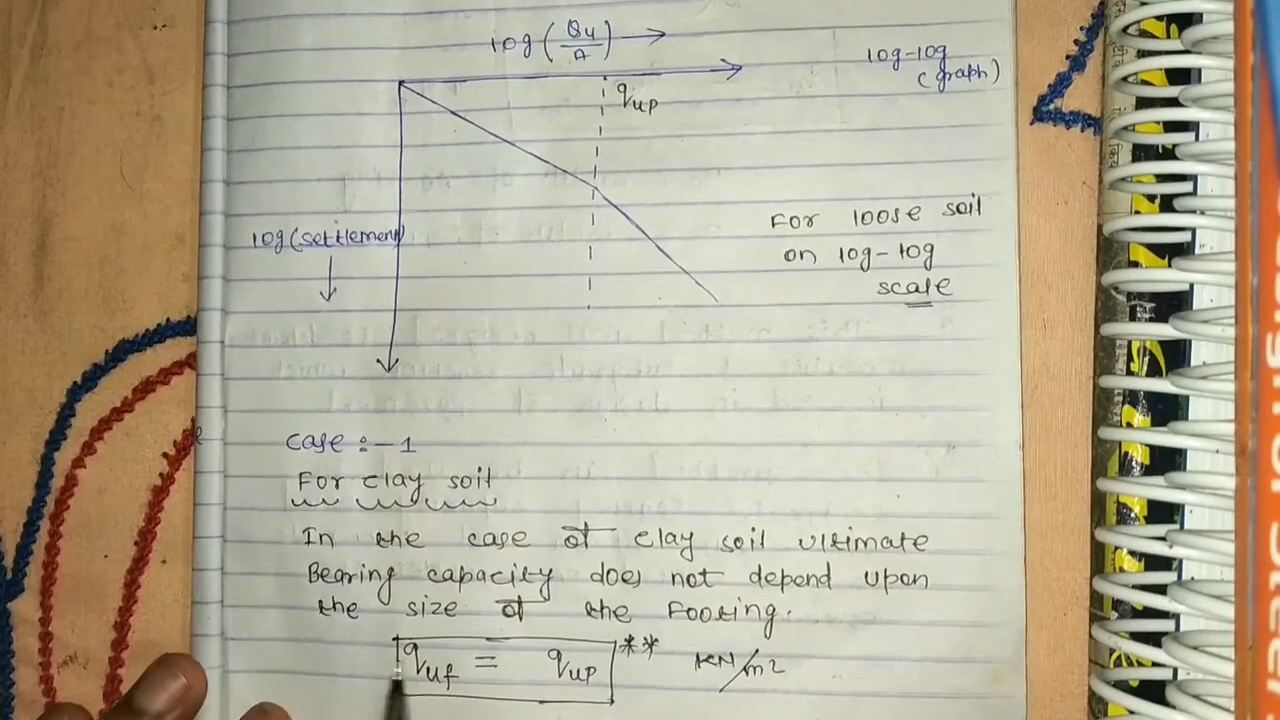 log(Qu/A) →
log-log
(graph)
qup
log(settlement)
For loose soil
on log-log
scale
case :- 1
For clay soil
In the case of clay soil ultimate
Bearing capacity does not depend upon
the size of the Footing.
quf = qup ** KN/m2